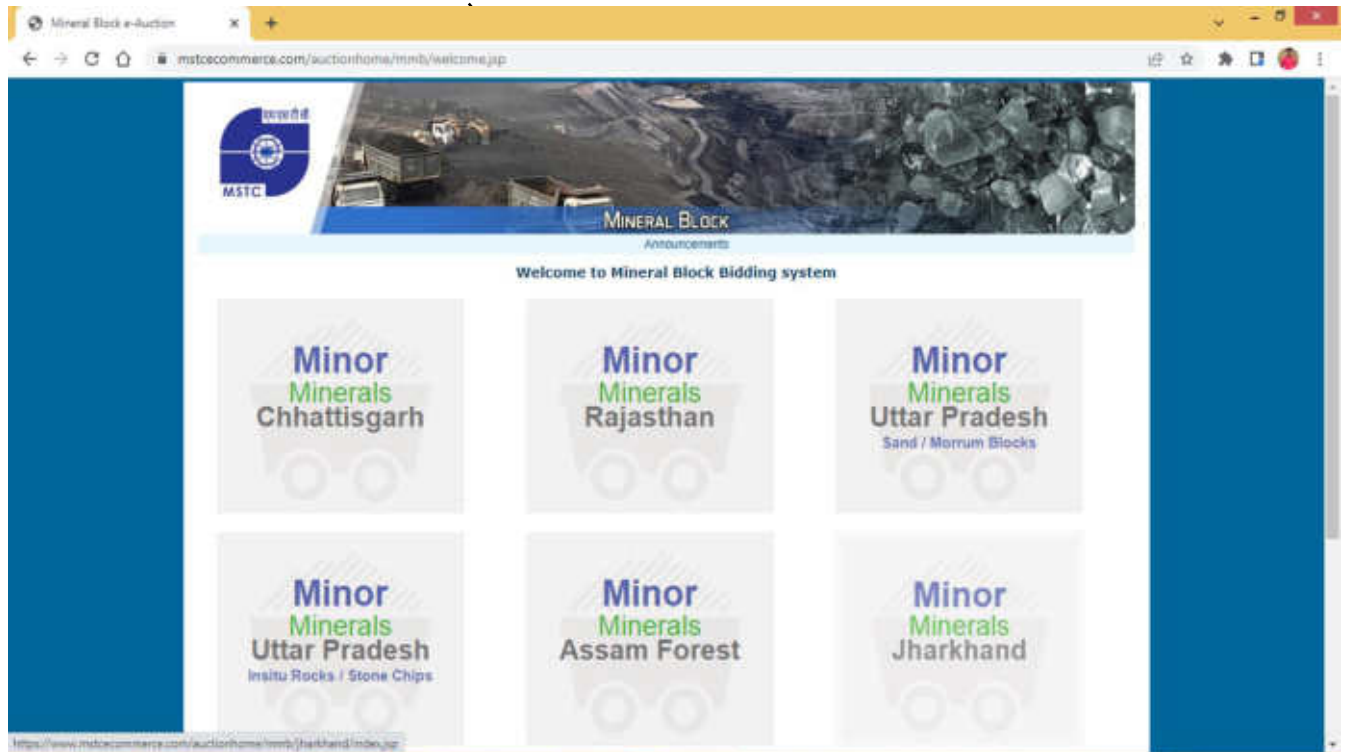 Mineral Block e-Auction
mstcecommerce.com/auctionhome/mmb/welcome.jsp
एम एस टी सी
MSTC
MINERAL BLOCK
Announcements
Welcome to Mineral Block Bidding system
Minor
Minerals
Chhattisgarh
Minor
Minerals
Rajasthan
Minor
Minerals
Uttar Pradesh
Sand / Morrum Blocks
Minor
Minerals
Uttar Pradesh
Insitu Rocks / Stone Chips
Minor
Minerals
Assam Forest
Minor
Minerals
Jharkhand
https://www.mstcecommerce.com/auctionhome/mmb/jharkhand/index.jsp